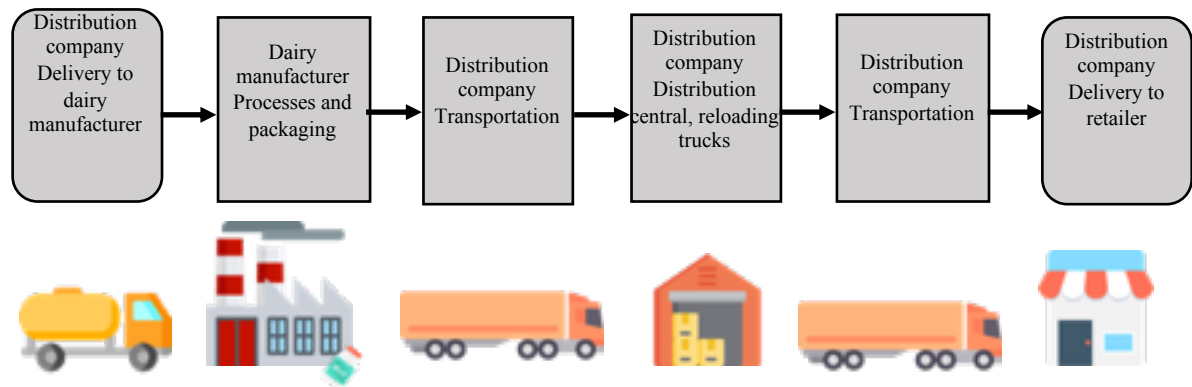 Distribution
company
Delivery to
dairy
manufacturer
Dairy
manufacturer
Processes and
packaging
Distribution
company
Transportation
Distribution
company
Distribution
central, reloading
trucks
Distribution
company
Transportation
Distribution
company
Delivery to
retailer